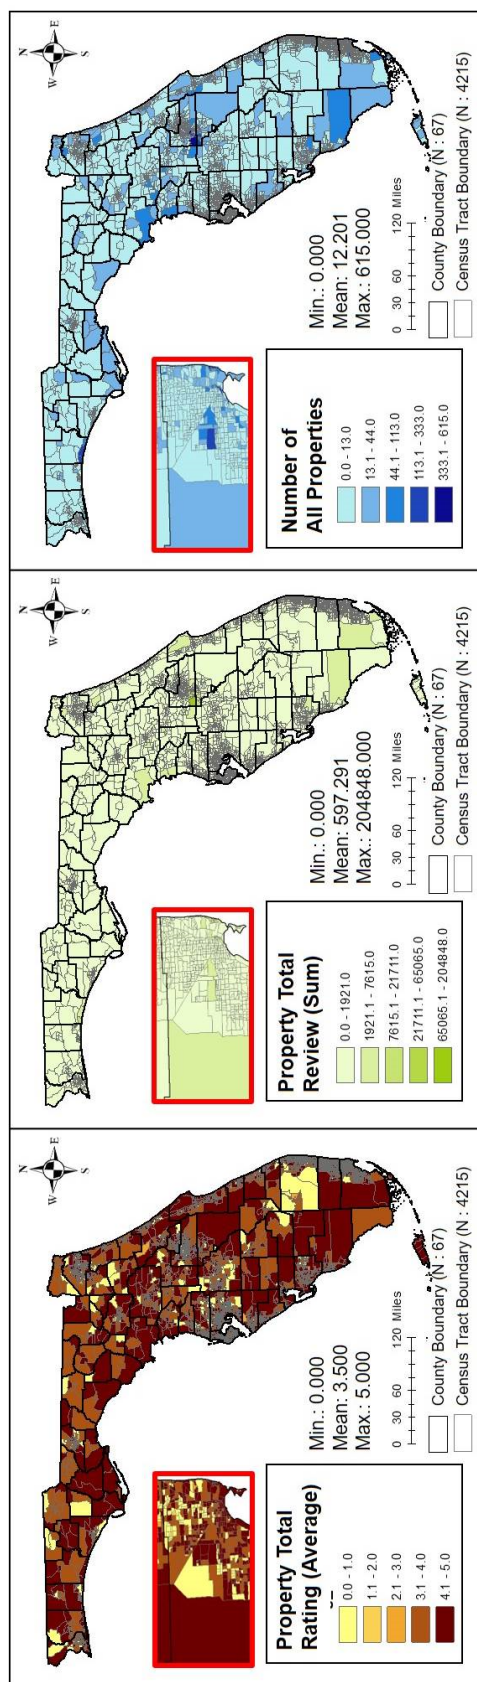 N
W
E
S
Property Total
Rating (Average)
0.0 - 1.0
1.1 - 2.0
2.1 - 3.0
3.1 - 4.0
4.1 - 5.0
Min.: 0.000
Mean: 3.500
Max.: 5.000
0 30 60 120 Miles
County Boundary (N : 67)
Census Tract Boundary (N : 4215)
N
W
E
S
Property Total
Review (Sum)
0.0 - 1921.0
1921.1 - 7615.0
7615.1 - 21711.0
21711.1 - 65065.0
65065.1 - 204848.0
Min.: 0.000
Mean: 597.291
Max.: 204848.000
0 30 60 120 Miles
County Boundary (N : 67)
Census Tract Boundary (N : 4215)
N
W
E
S
Number of
All Properties
0.0 - 13.0
13.1 - 44.0
44.1 - 113.0
113.1 - 333.0
333.1 - 615.0
Min.: 0.000
Mean: 12.201
Max.: 615.000
0 30 60 120 Miles
County Boundary (N : 67)
Census Tract Boundary (N : 4215)